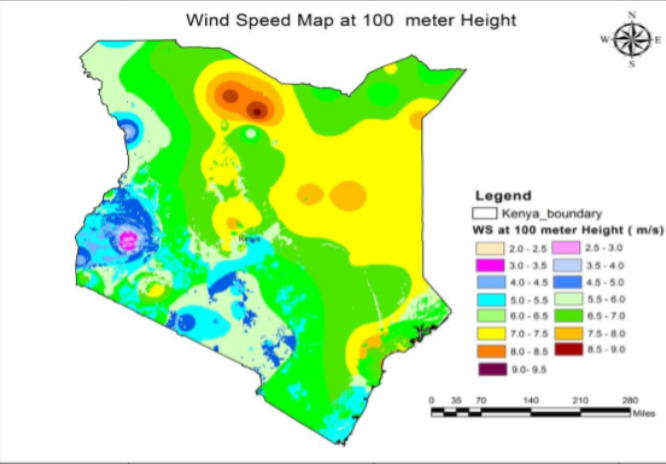 Wind Speed Map at 100 meter Height
N
W E
S
Kenya
Legend
Kenya_boundary
WS at 100 meter Height ( m/s)
2.0 - 2.5 2.5 - 3.0
3.0 - 3.5 3.5 - 4.0
4.0 - 4.5 4.5 - 5.0
5.0 - 5.5 5.5 - 6.0
6.0 - 6.5 6.5 - 7.0
7.0 - 7.5 7.5 - 8.0
8.0 - 8.5 8.5 - 9.0
9.0- 9.5
0 35 70 140 210 280
Miles